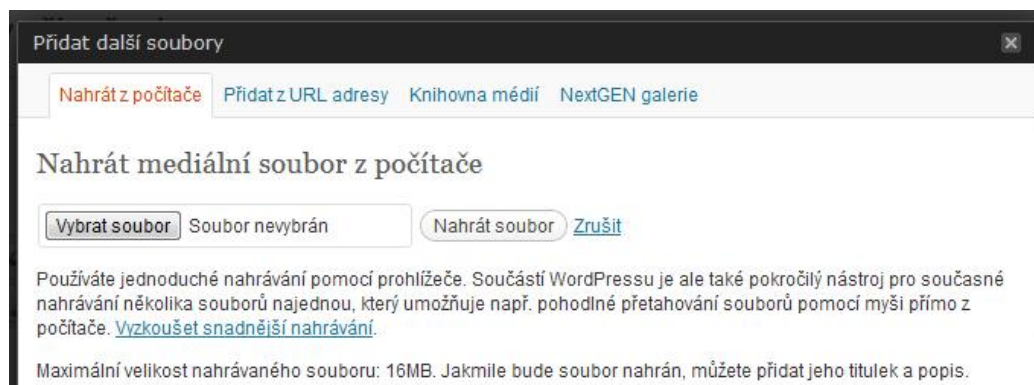 Přidat další soubory
Nahrát z počítače Přidat z URL adresy Knihovna médií NextGEN galerie
Nahrát mediální soubor z počítače
Vybrat soubor Soubor nevybrán Nahrát soubor Zrušit
Používáte jednoduché nahrávání pomocí prohlížeče. Součástí WordPressu je ale také pokročilý nástroj pro současné
nahrávání několika souborů najednou, který umožňuje např. pohodlné přetahování souborů pomocí myši přímo z
počítače. Vyzkoušet snadnější nahrávání.
Maximální velikost nahrávaného souboru: 16MB. Jakmile bude soubor nahrán, můžete přidat jeho titulek a popis.